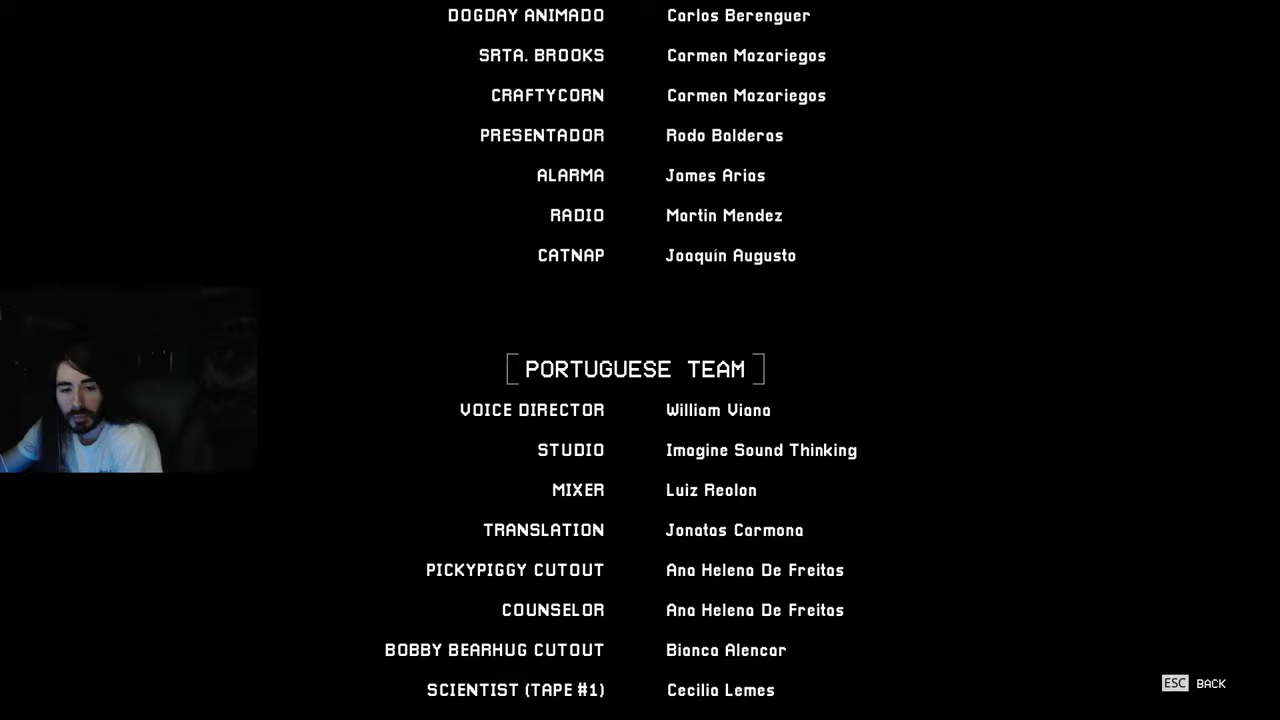 DOGDAY ANIMADO Carlos Berenguer
SRTA. BROOKS Carmen Mazariegos
CRAFTYCORN Carmen Mazariegos
PRESENTADOR Rodo Balderas
ALARMA James Arias
RADIO Martin Mendez
CATNAP Joaquín Augusto
PORTUGUESE TEAM
VOICE DIRECTOR William Viana
STUDIO Imagine Sound Thinking
MIXER Luiz Reolon
TRANSLATION Jonatas Carmona
PICKYPIGGY CUTOUT Ana Helena De Freitas
COUNSELOR Ana Helena De Freitas
BOBBY BEARHUG CUTOUT Bianca Alencar
SCIENTIST (TAPE #1) Cecilia Lemes
ESC BACK